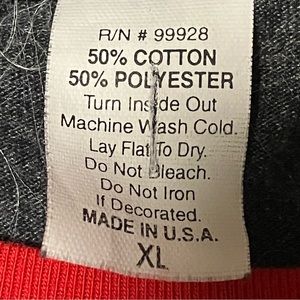 R/N # 99928
50% COTTON
50% POLYESTER
Turn Inside Out
Machine Wash Cold.
Lay Flat To Dry.
Do Not Bleach.
Do Not Iron
If Decorated.
MADE IN U.S.A.
XL